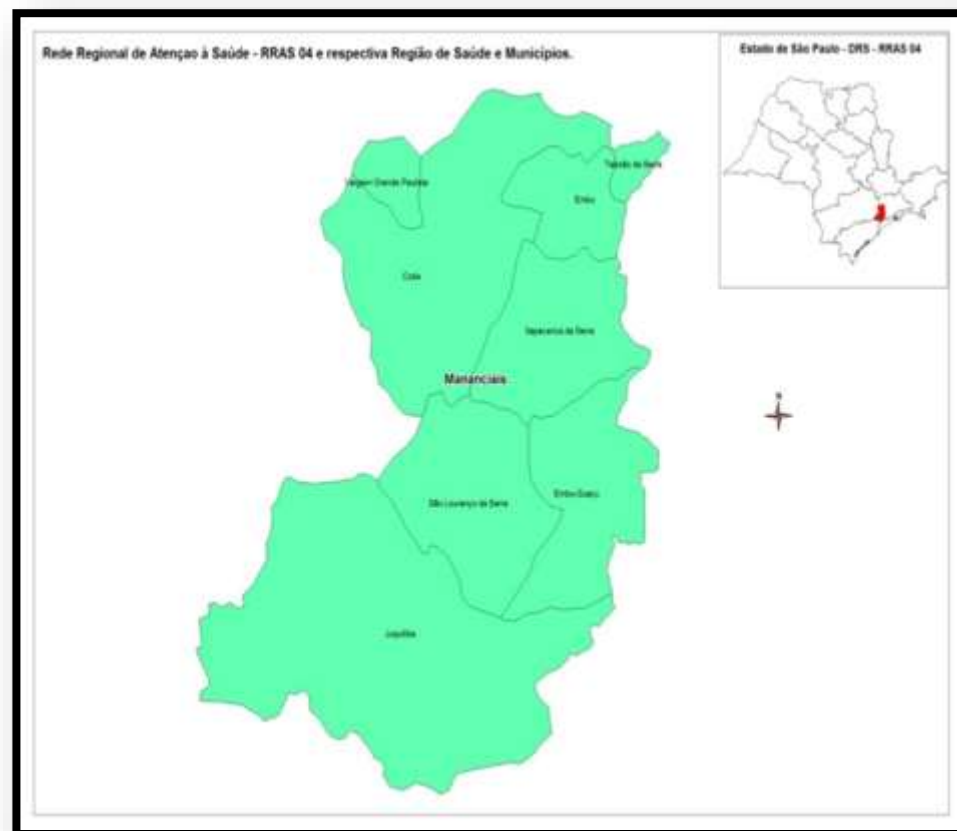 Rede Regional de Atençao à Saúde - RRAS 04 e respectiva Região de Saúde e Municípios.
Estado de São Paulo - DRS - RRAS 04
Taboão da Serra
Vargem Grande Paulista
Embu
Cotia
Itapecerica da Serra
Mananciais
N
São Lourenço da Serra
Embu-Guaçu
Juquitiba